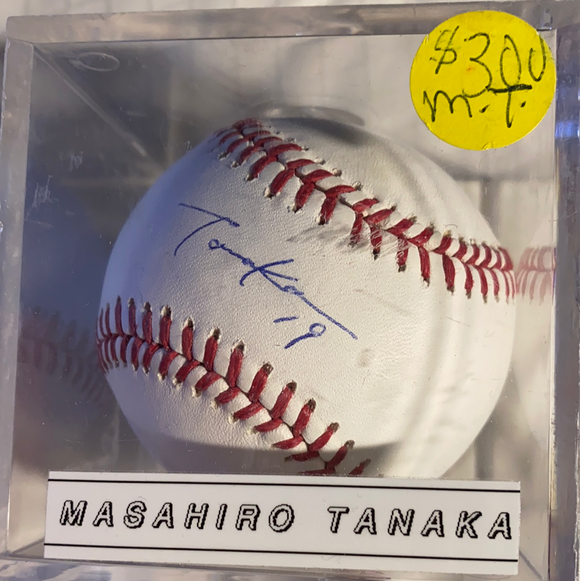 $300
M.T.
Tanaka
19
MASAHIRO TANAKA